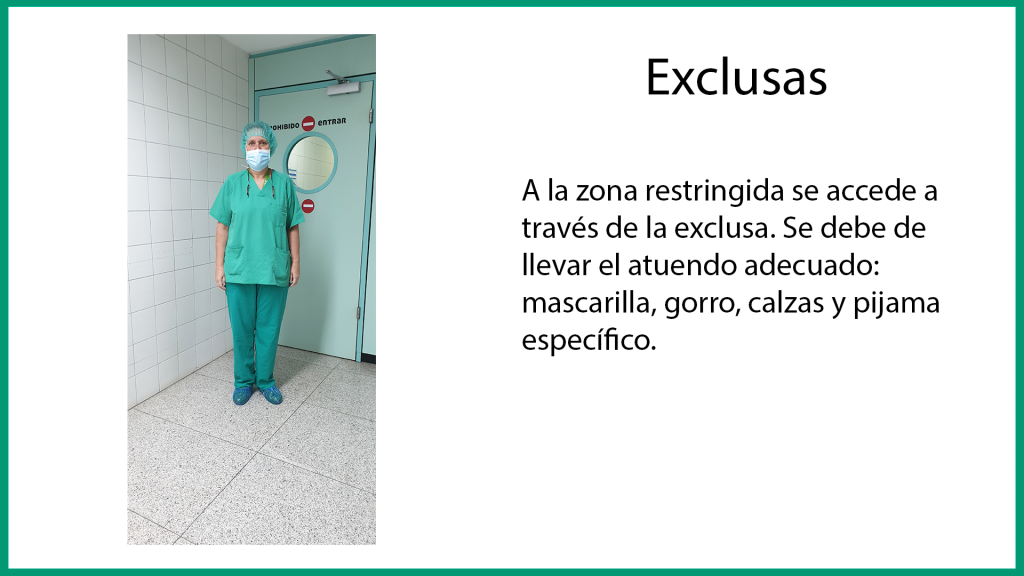 Exclusas
A la zona restringida se accede a
través de la exclusa. Se debe de
llevar el atuendo adecuado:
mascarilla, gorro, calzas y pijama
específico.
ENTRAR